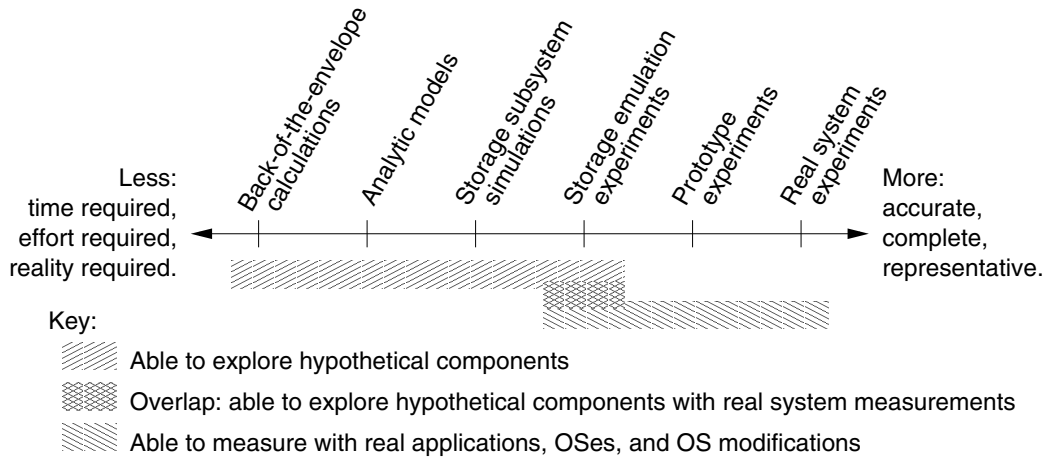 Back-of-the-envelope
calculations
Analytic models
Storage subsystem
simulations
Storage emulation
experiments
Prototype
experiments
Real system
experiments
Less:
time required,
effort required,
reality required.
More:
accurate,
complete,
representative.
Key:
Able to explore hypothetical components
Overlap: able to explore hypothetical components with real system measurements
Able to measure with real applications, OSes, and OS modifications